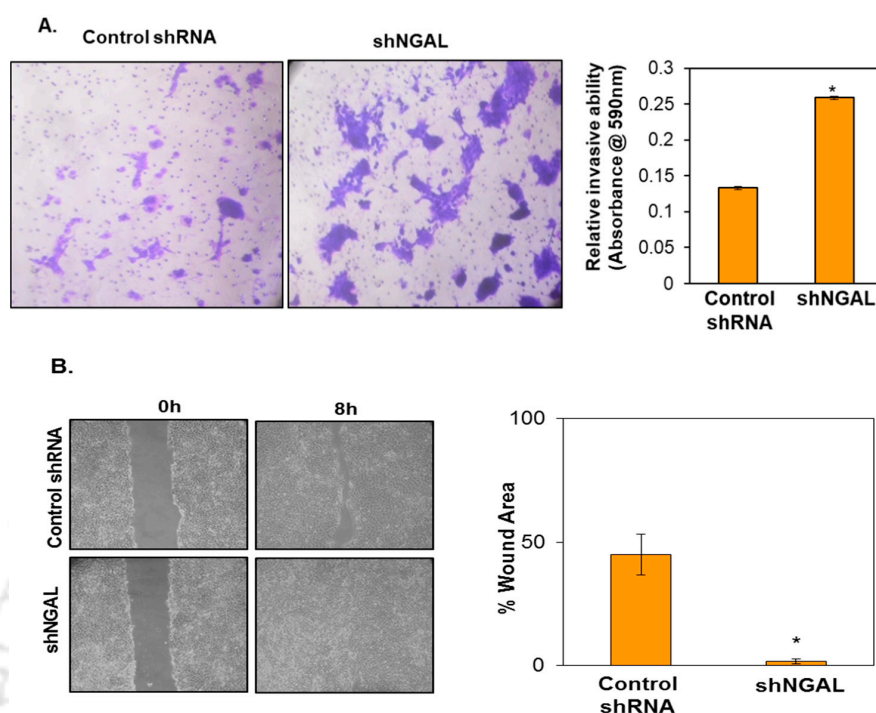 A.
Control shRNA
shNGAL
Relative invasive ability
(Absorbance @ 590nm)
0.3
0.25
0.2
0.15
0.1
0.05
0
*
Control
shRNA
shNGAL
B.
0h
8h
Control shRNA
shNGAL
% Wound Area
100
50
0
*
Control
shRNA
shNGAL